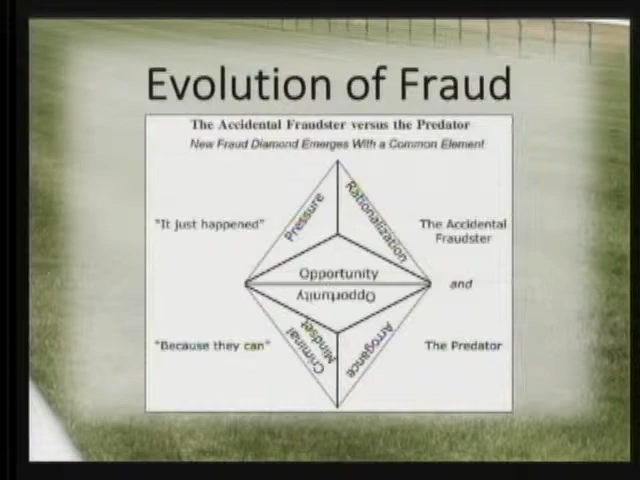 Evolution of Fraud
The Accidental Fraudster versus the Predator
New Fraud Diamond Emerges With a Common Element
"It just happened"
Pressure
Rationalization
The Accidental
Fraudster
Opportunity
Opportunity
and
"Because they can"
Criminal
Mindset
Arrogance
The Predator